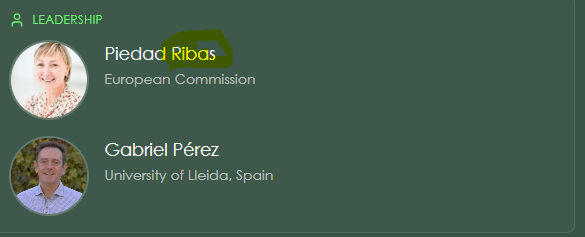 LEADERSHIP
Piedad Ribas
European Commission
Gabriel Pérez
University of Lleida, Spain